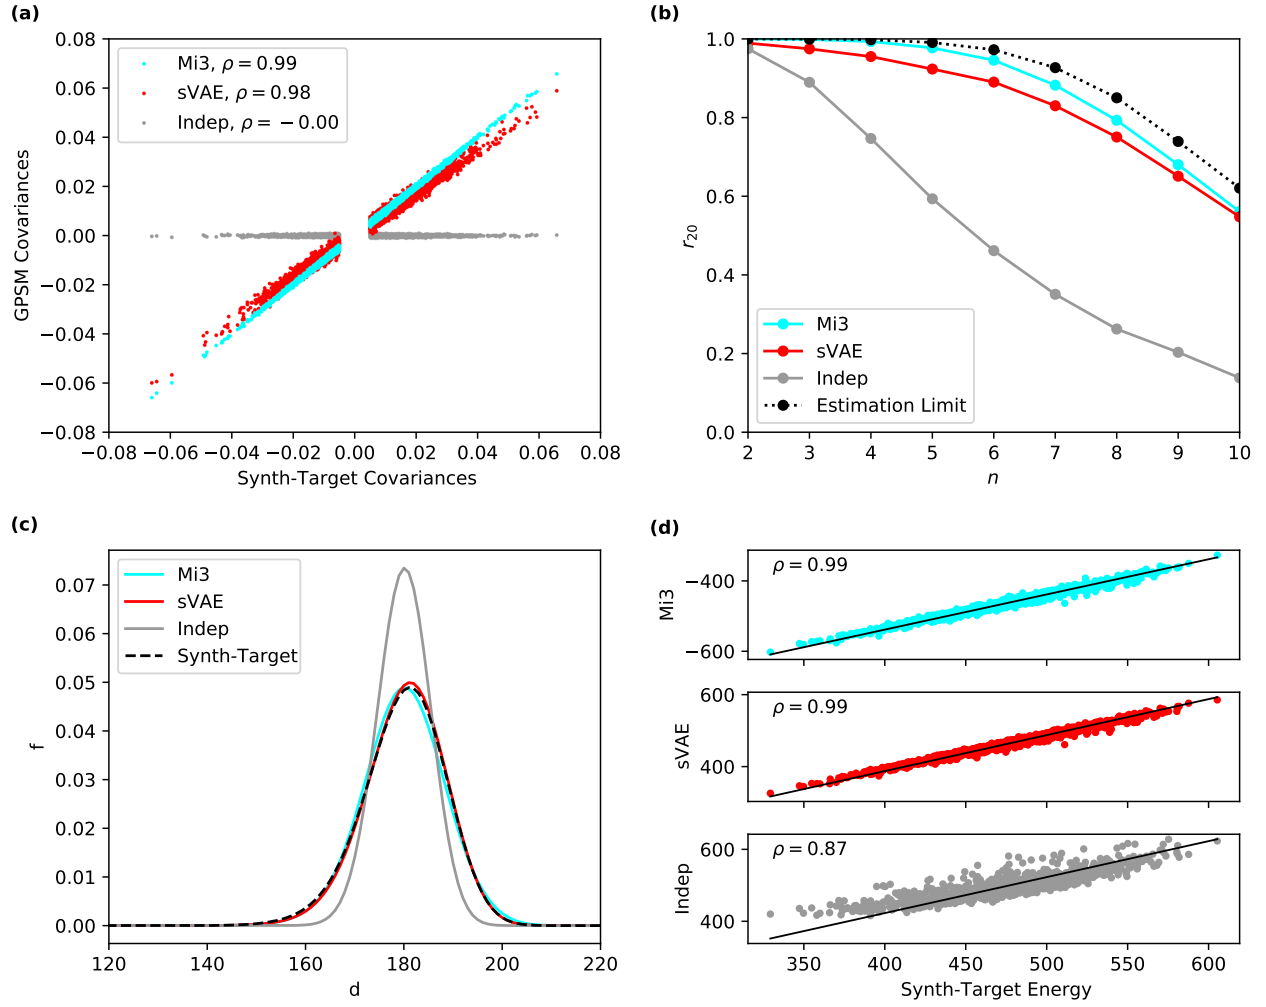 (a)
0.08
0.06
0.04
0.02
0.00
−0.02
−0.04
−0.06
−0.08
GPSM Covariances
Mi3, ρ = 0.99
sVAE, ρ = 0.98
Indep, ρ = −0.00
−0.08 −0.06 −0.04 −0.02 0.00 0.02 0.04 0.06 0.08
Synth-Target Covariances
(b)
1.0
0.8
0.6
0.4
0.2
0.0
r20
Mi3
sVAE
Indep
Estimation Limit
2 3 4 5 6 7 8 9 10
n
(c)
0.07
0.06
0.05
0.04
0.03
0.02
0.01
0.00
f
Mi3
sVAE
Indep
Synth-Target
120 140 160 180 200 220
d
(d)
ρ = 0.99
−400
−600
Mi3
ρ = 0.99
600
400
sVAE
ρ = 0.87
600
400
Indep
350 400 450 500 550 600
Synth-Target Energy